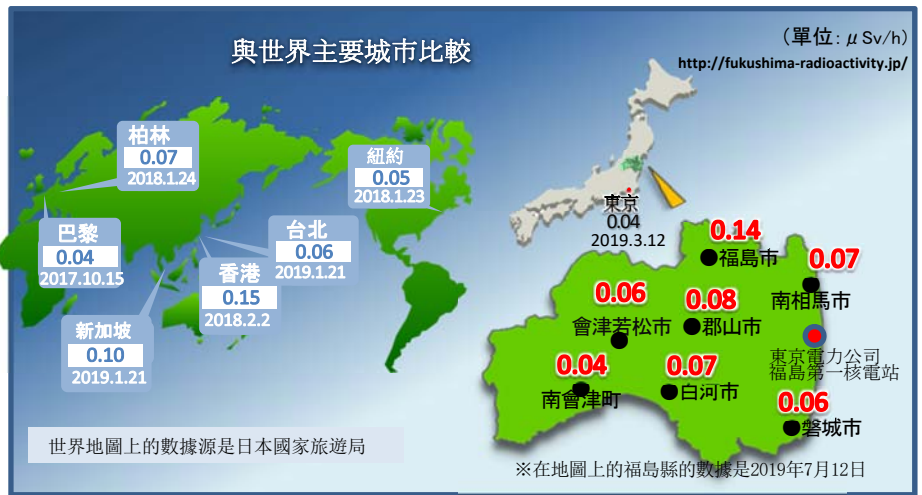 與世界主要城市比較
(單位: μ Sv/h)
http://fukushima-radioactivity.jp/
柏林
0.07
2018.1.24
紐約
0.05
2018.1.23
巴黎
0.04
2017.10.15
台北
0.06
2019.1.21
香港
0.15
2018.2.2
新加坡
0.10
2019.1.21
東京
0.04
2019.3.12
0.14
福島市
0.07
南相馬市
0.06
會津若松市
0.08
郡山市
東京電力公司
福島第一核電站
0.04
南會津町
0.07
白河市
0.06
磐城市
世界地圖上的數據源是日本國家旅遊局
※在地圖上的福島縣的數據是2019年7月12日